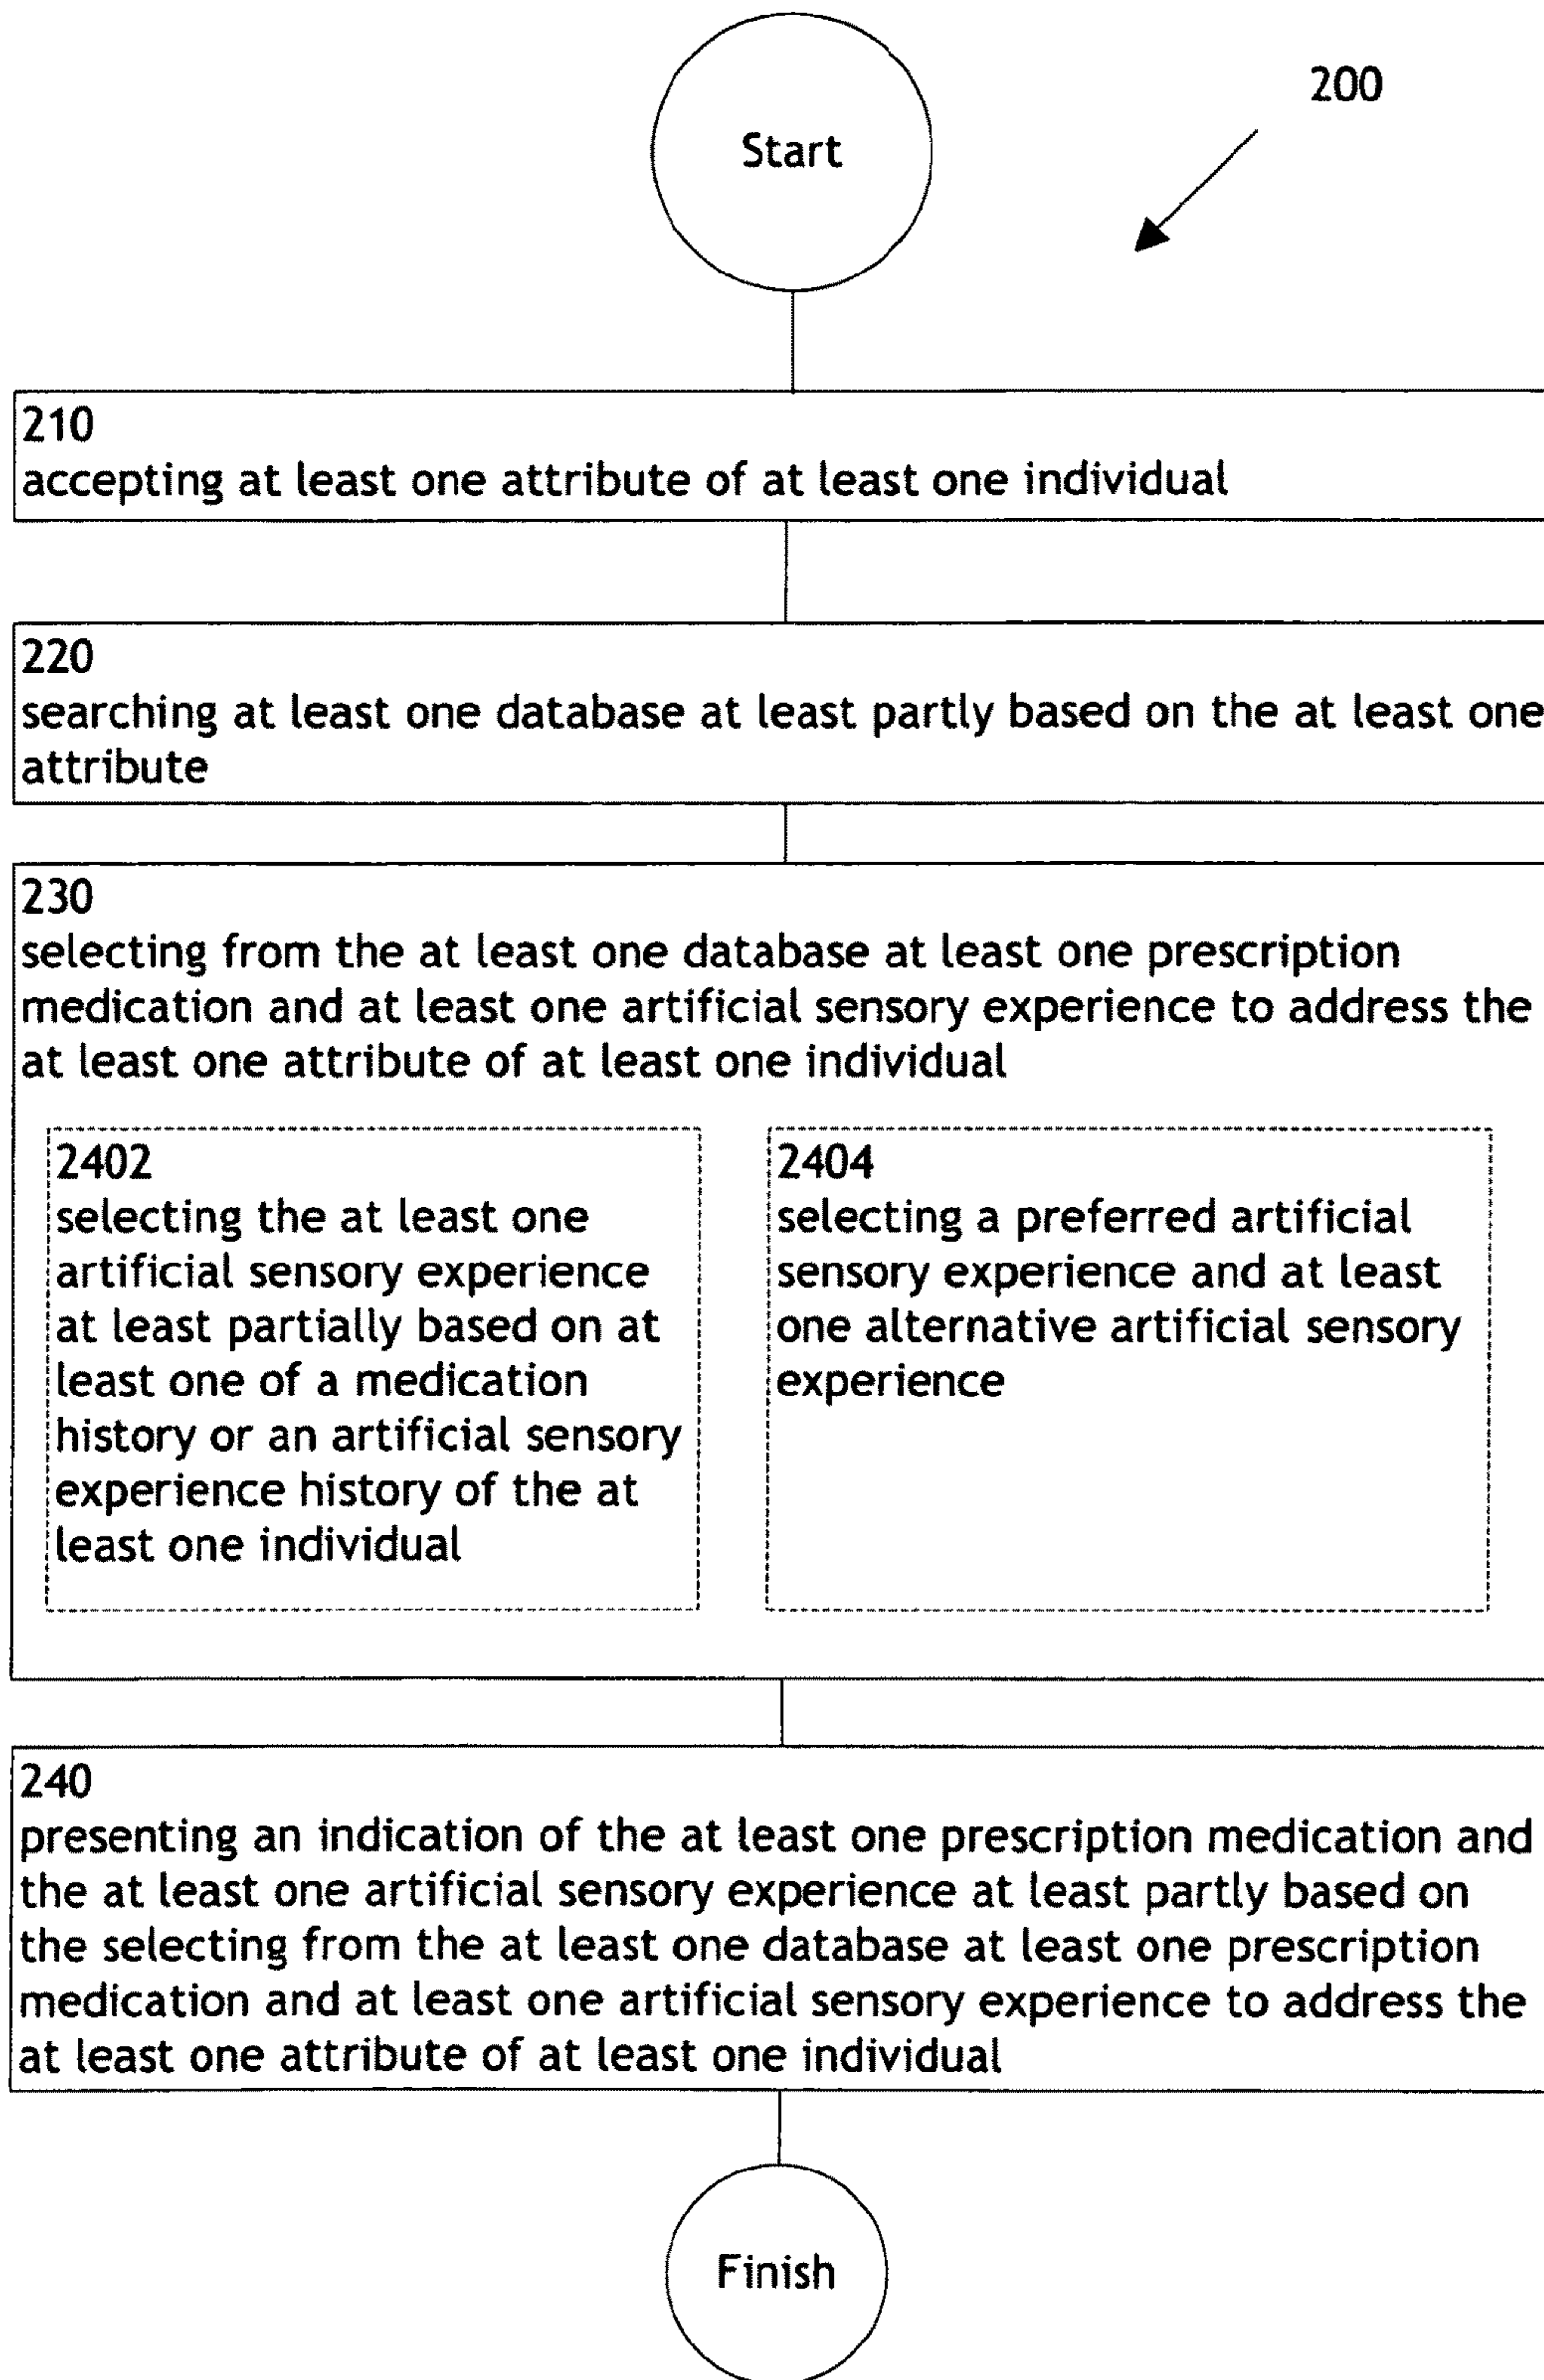 200
Start
210
accepting at least one attribute of at least one individual
220
searching at least one database at least partly based on the at least one
attribute
230
selecting from the at least one database at least one prescription
medication and at least one artificial sensory experience to address the
at least one attribute of at least one individual
2402
selecting the at least one
artificial sensory experience
at least partially based on at
least one of a medication
history or an artificial sensory
experience history of the at
least one individual
2404
selecting a preferred artificial
sensory experience and at least
one alternative artificial sensory
experience
240
presenting an indication of the at least one prescription medication and
the at least one artificial sensory experience at least partly based on
the selecting from the at least one database at least one prescription
medication and at least one artificial sensory experience to address the
at least one attribute of at least one individual
Finish